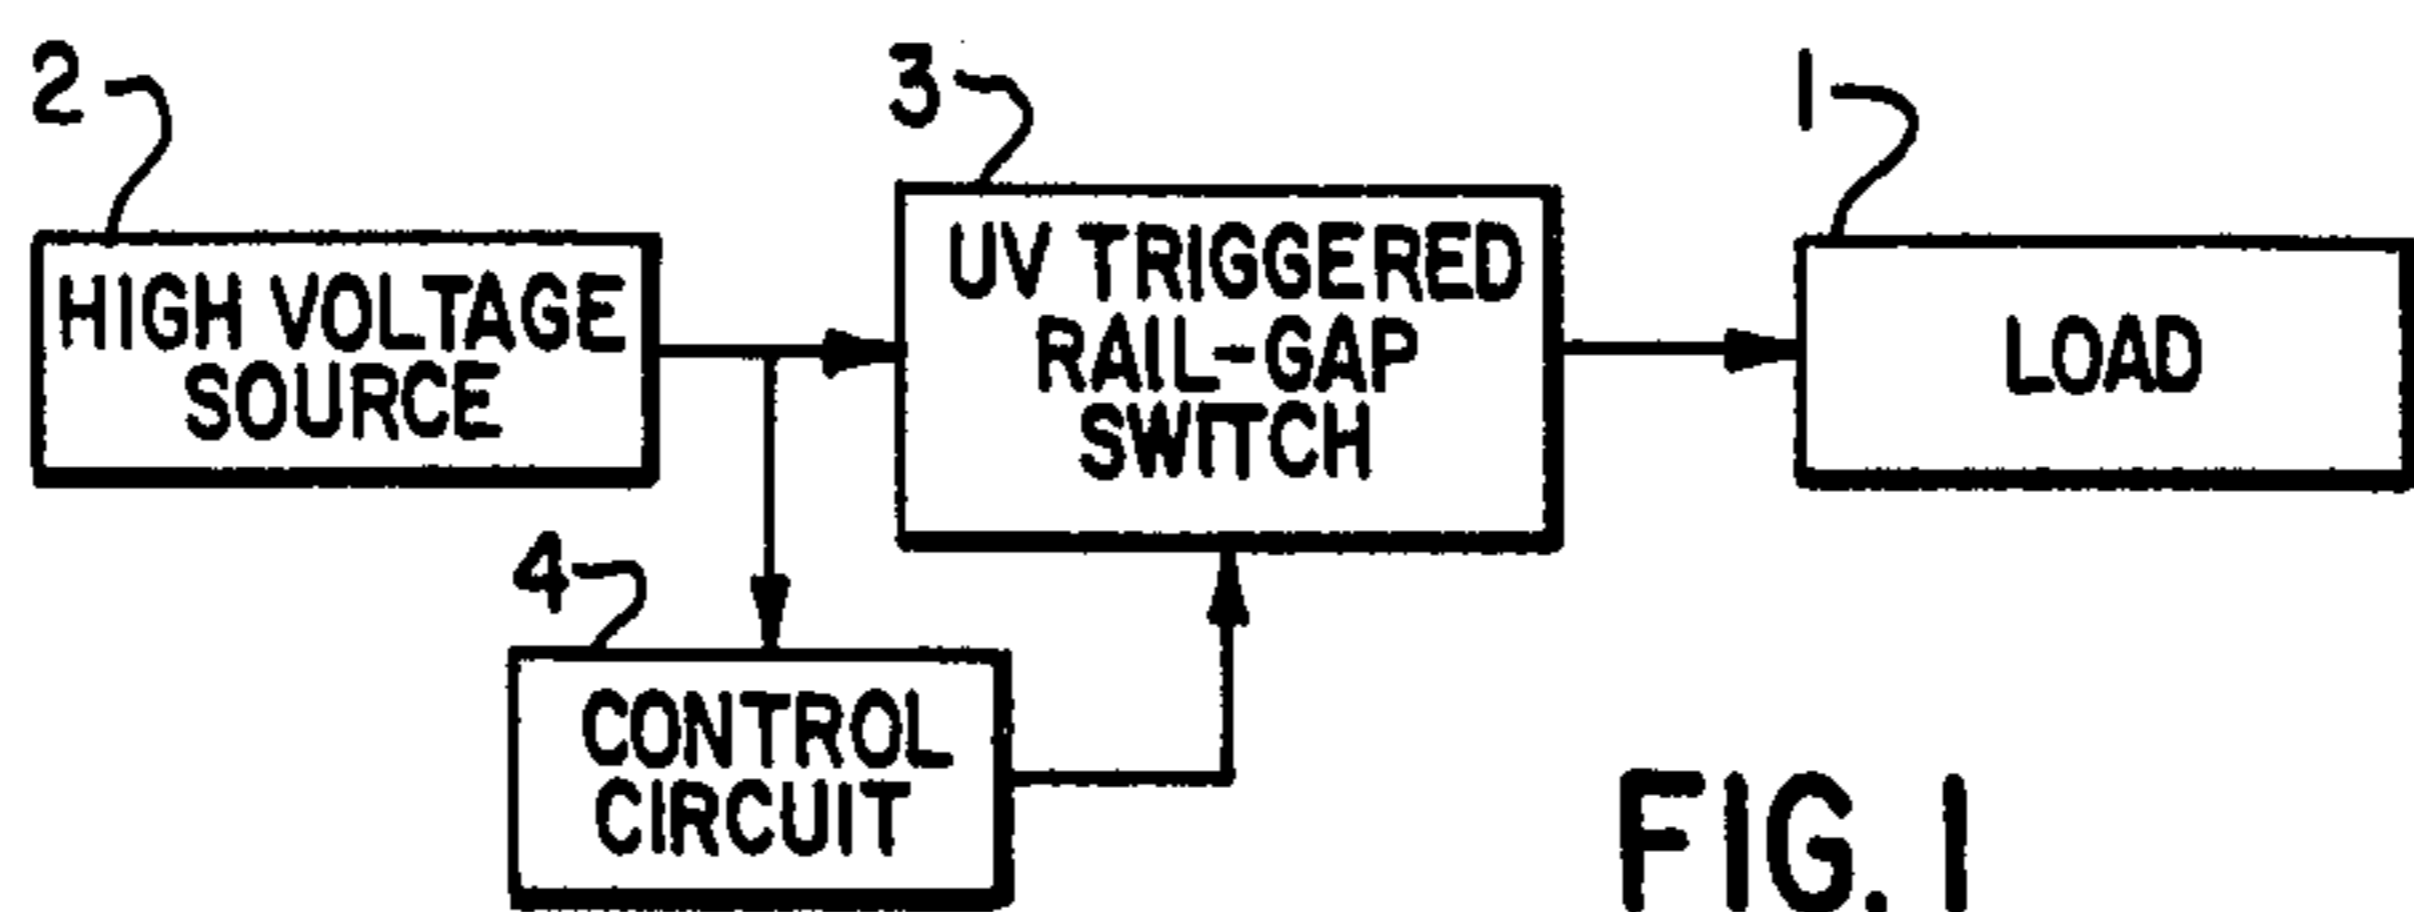 2
3
1
HIGH VOLTAGE
SOURCE
UV TRIGGERED
RAIL-GAP
SWITCH
LOAD
4
CONTROL
CIRCUIT
FIG. 1